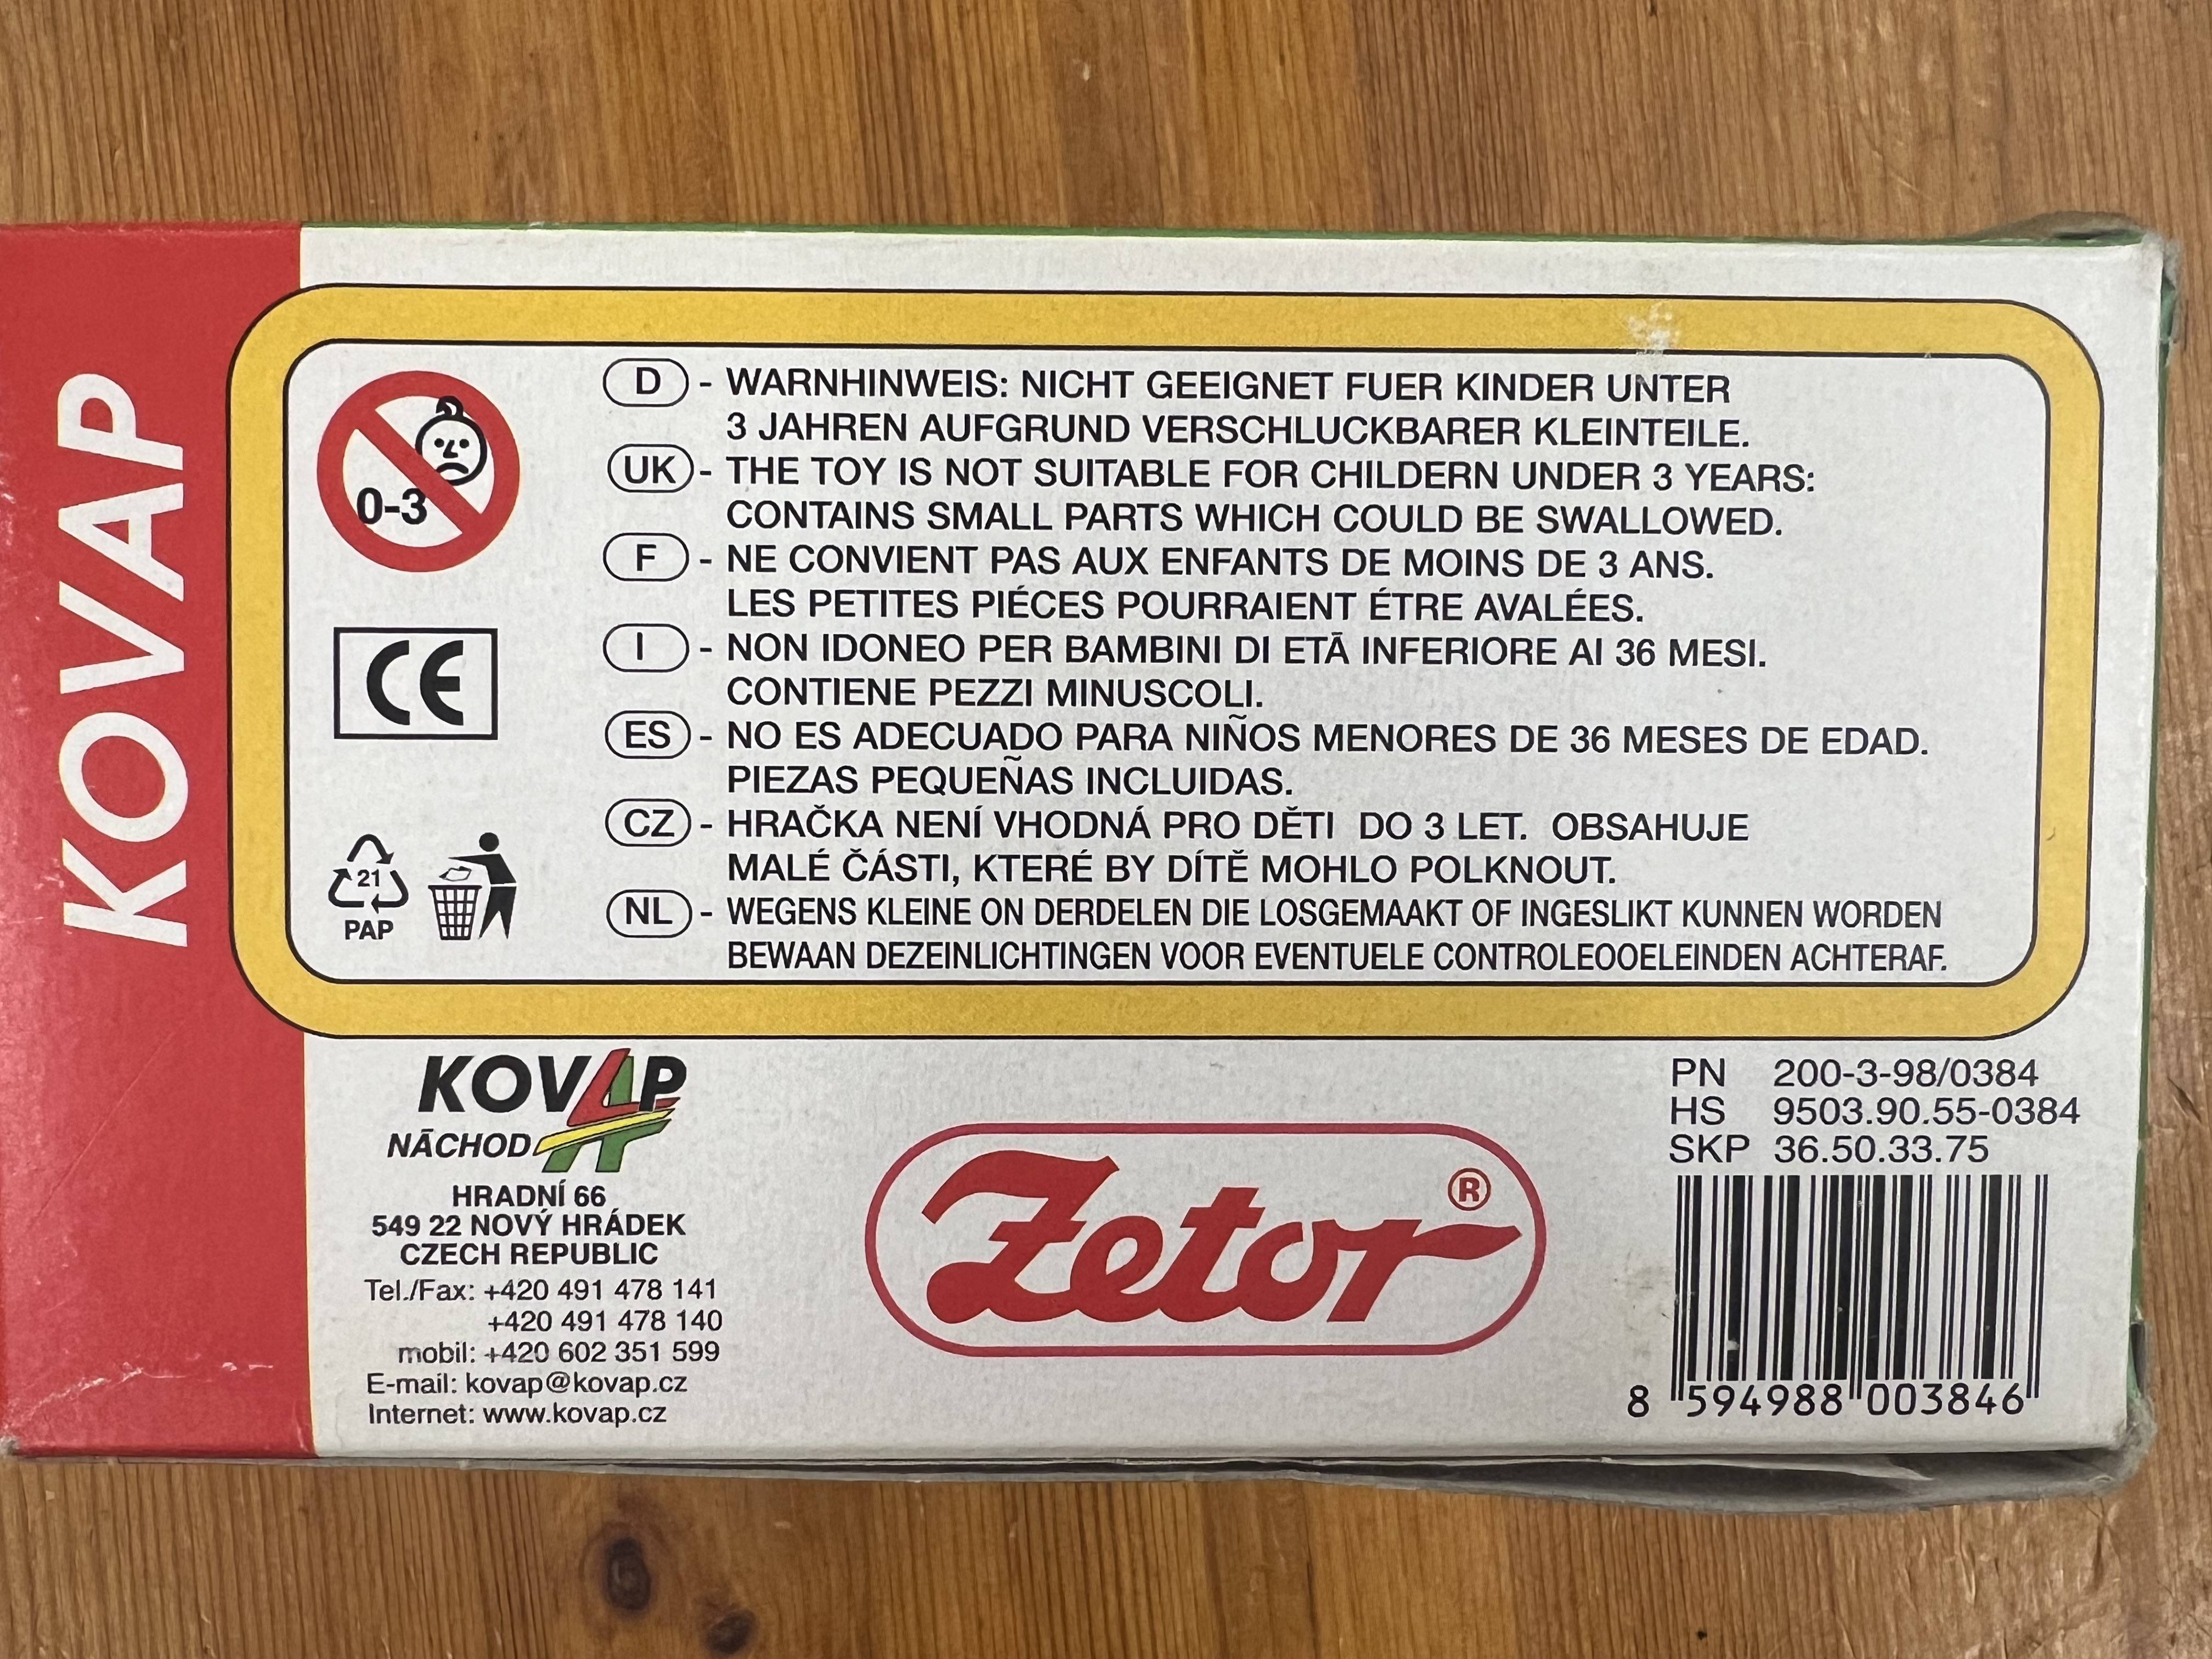 KOVAP
0-3
CE
21
PAP
D - WARNHINWEIS: NICHT GEEIGNET FUER KINDER UNTER
3 JAHREN AUFGRUND VERSCHLUCKBARER KLEINTEILE.
UK - THE TOY IS NOT SUITABLE FOR CHILDERN UNDER 3 YEARS:
CONTAINS SMALL PARTS WHICH COULD BE SWALLOWED.
F - NE CONVIENT PAS AUX ENFANTS DE MOINS DE 3 ANS.
LES PETITES PIÉCES POURRAIENT ÉTRE AVALÉES.
I - NON IDONEO PER BAMBINI DI ETÃ INFERIORE AI 36 MESI.
CONTIENE PEZZI MINUSCOLI.
ES - NO ES ADECUADO PARA NIÑOS MENORES DE 36 MESES DE EDAD.
PIEZAS PEQUEÑAS INCLUIDAS.
CZ - HRAČKA NENÍ VHODNÁ PRO DĚTI DO 3 LET. OBSAHUJE
MALÉ ČÁSTI, KTERÉ BY DÍTĚ MOHLO POLKNOUT.
NL - WEGENS KLEINE ON DERDELEN DIE LOSGEMAAKT OF INGESLIKT KUNNEN WORDEN
BEWAAN DEZEINLICHTINGEN VOOR EVENTUELE CONTROLEOOELEINDEN ACHTERAF.
KOVAP
NÁCHOD
HRADNÍ 66
549 22 NOVÝ HRÁDEK
CZECH REPUBLIC
Tel./Fax: +420 491 478 141
+420 491 478 140
mobil: +420 602 351 599
E-mail: kovap@kovap.cz
Internet: www.kovap.cz
Zetor ®
PN 200-3-98/0384
HS 9503.90.55-0384
SKP 36.50.33.75
8 594988 003846